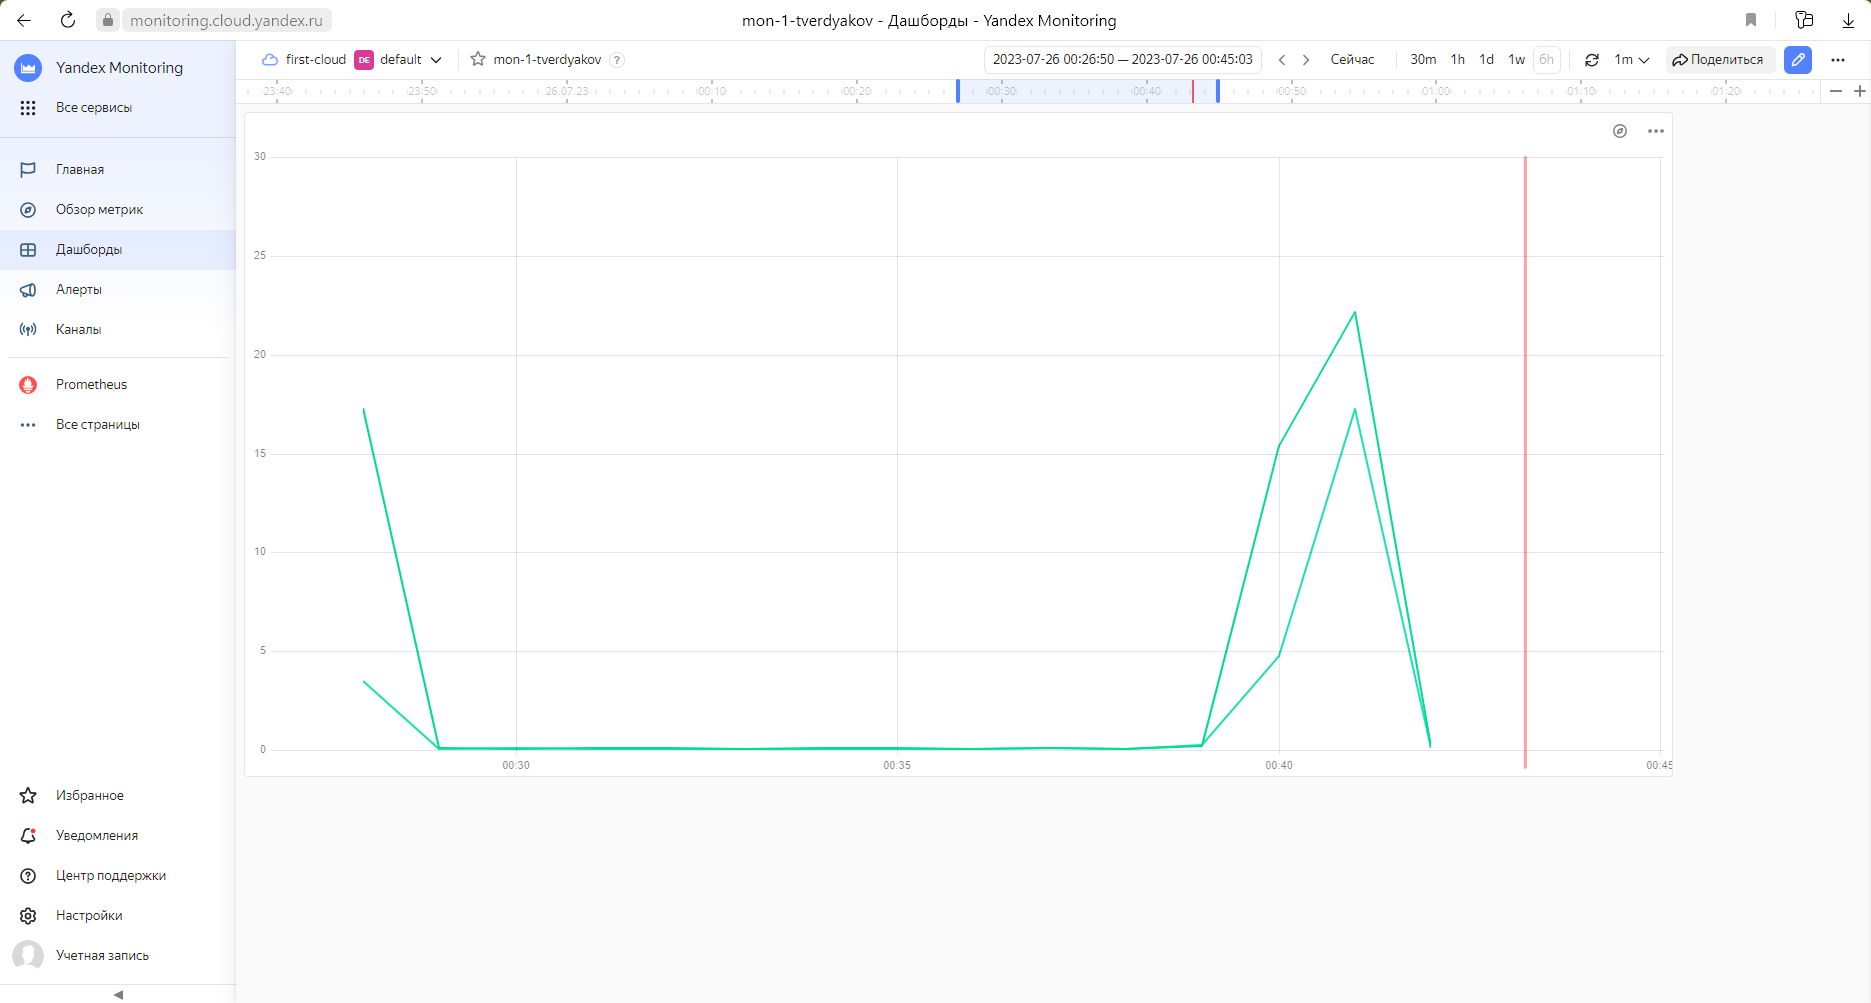 monitoring.cloud.yandex.ru
mon-1-tverdyakov - Дашборды - Yandex Monitoring
Yandex Monitoring
Все сервисы
Главная
Обзор метрик
Дашборды
Алерты
Каналы
Prometheus
Все страницы
Избранное
Уведомления
Центр поддержки
Настройки
Учетная запись
first-cloud DE default mon-1-tverdyakov ? 2023-07-26 00:26:50 — 2023-07-26 00:45:03 Сейчас 30m 1h 1d 1w 6h 1m Поделиться
23:40 23:50 26.07.23 00:10 00:20 00:30 00:40 00:50 01:00 01:10 01:20
30
25
20
15
10
5
0
00:30 00:35 00:40 00:45